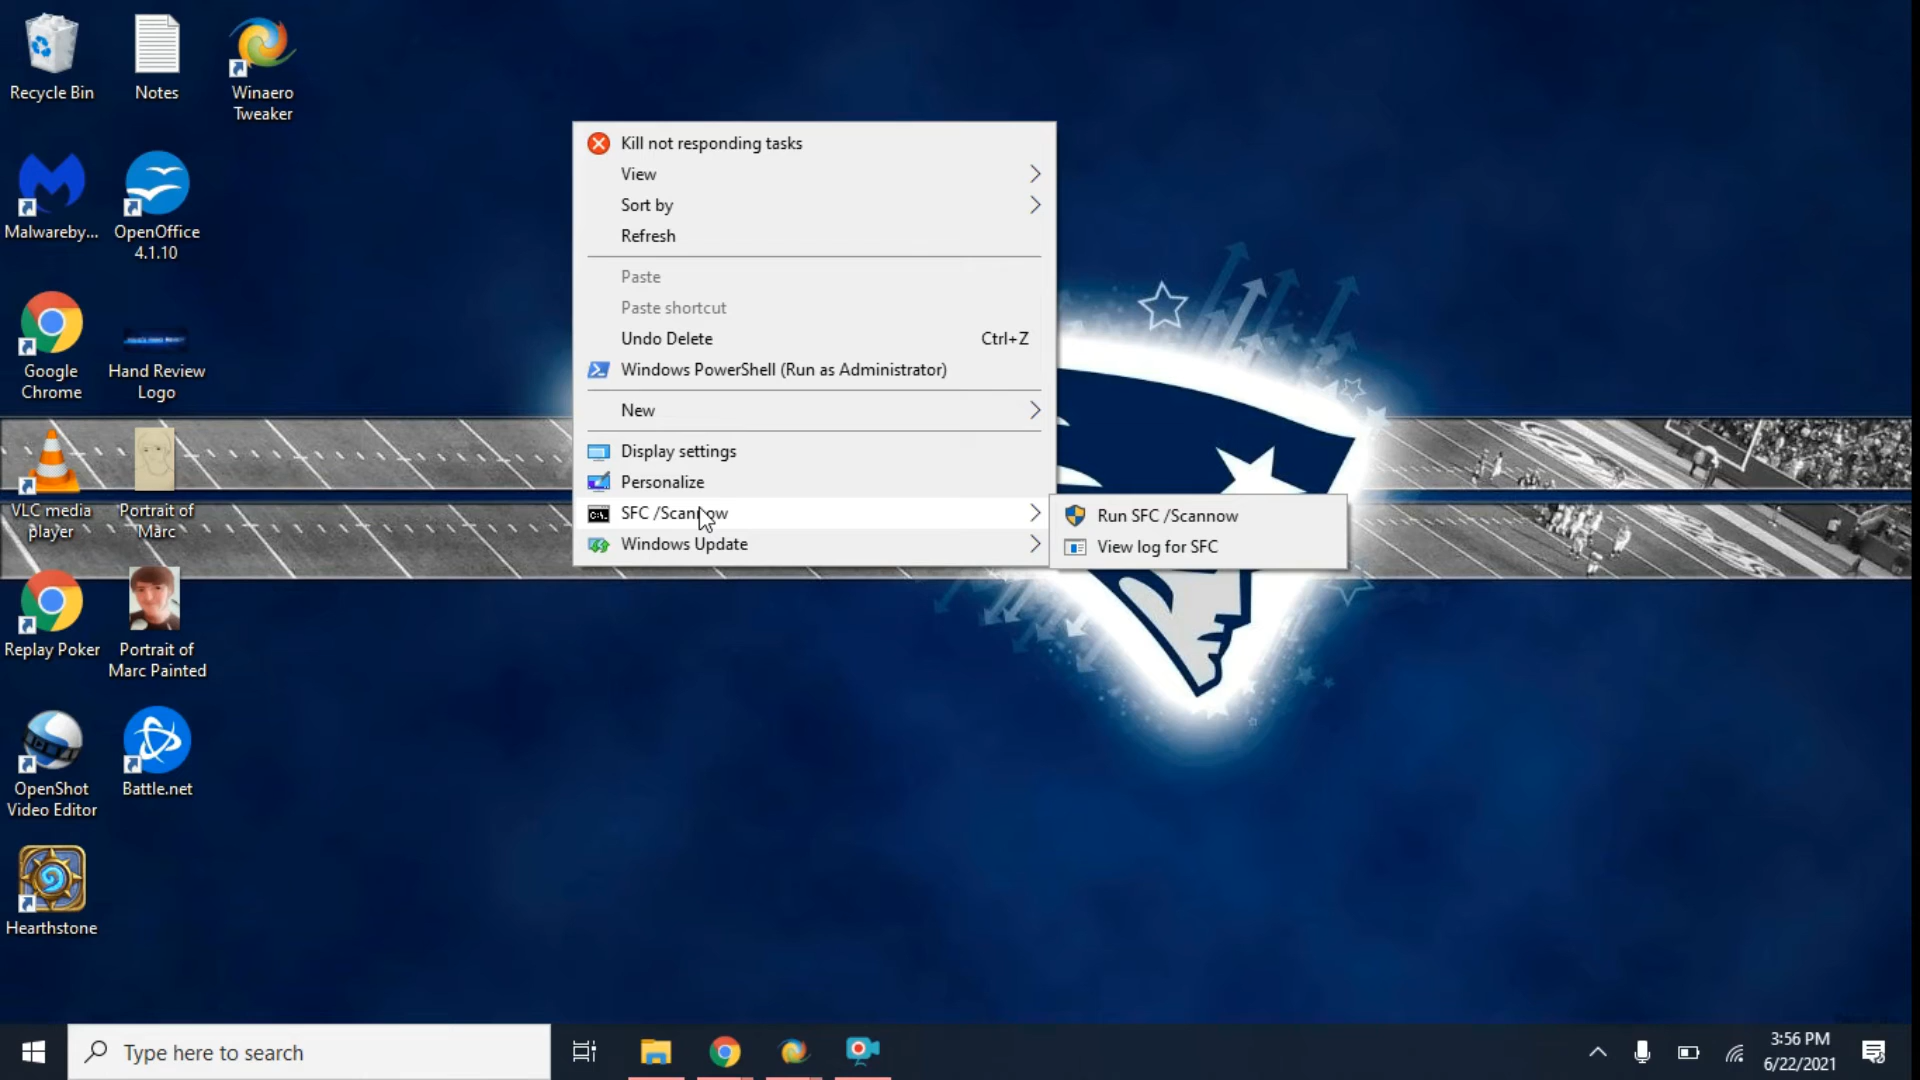 Recycle Bin
Notes
Winaero
Tweaker
Malwareby...
OpenOffice
4.1.10
Google
Chrome
Hand Review
Logo
VLC media
player
Portrait of
Marc
Replay Poker
Portrait of
Marc Painted
OpenShot
Video Editor
Battle.net
Hearthstone
Kill not responding tasks
View
Sort by
Refresh
Paste
Paste shortcut
Undo Delete Ctrl+Z
Windows PowerShell (Run as Administrator)
New
Display settings
Personalize
SFC /Scannow
Windows Update
Run SFC /Scannow
View log for SFC
Type here to search
3:56 PM
6/22/2021